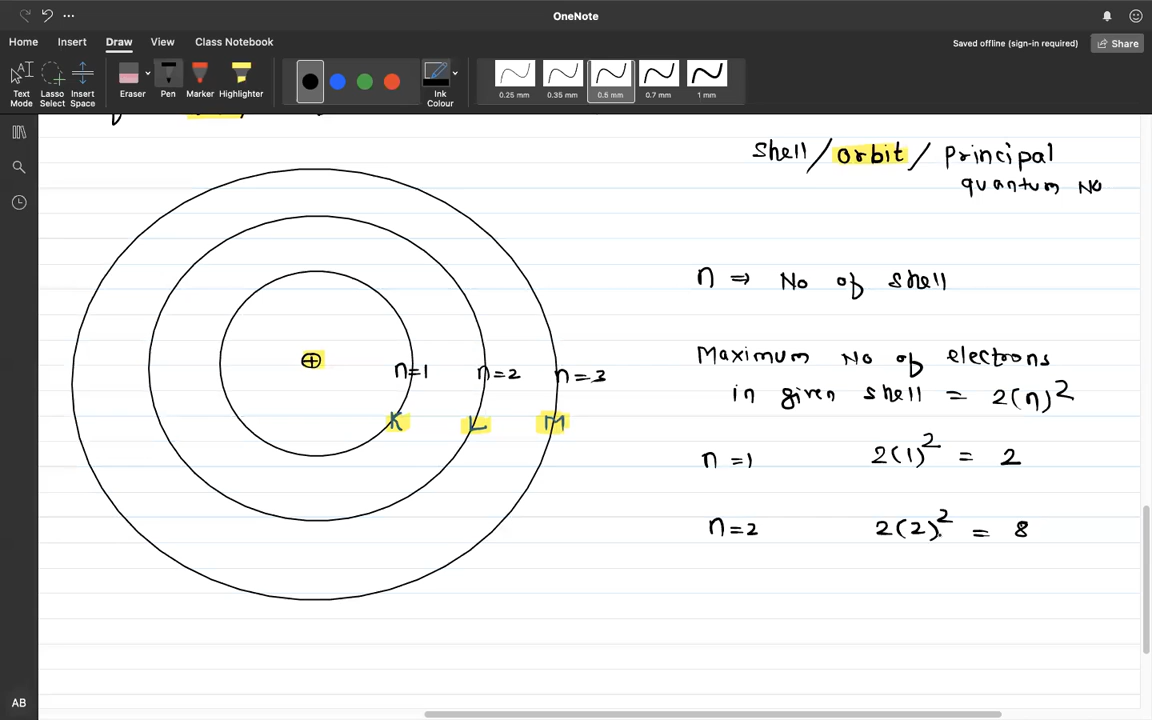 OneNote
Home Insert Draw View Class Notebook
Saved offline (sign-in required) Share
Text Mode
Lasso Select
Insert Space
Eraser
Pen
Marker
Highlighter
Ink Colour
0.25 mm 0.35 mm 0.5 mm 0.7 mm 1 mm
Shell/orbit/Principal
quantum No
n ⇒ No of shell
Maximum No of electrons
in given shell = 2(n)²
n=1 n=2 n=3
K L M
n=1 2(1)² = 2
n=2 2(2)² = 8
AB